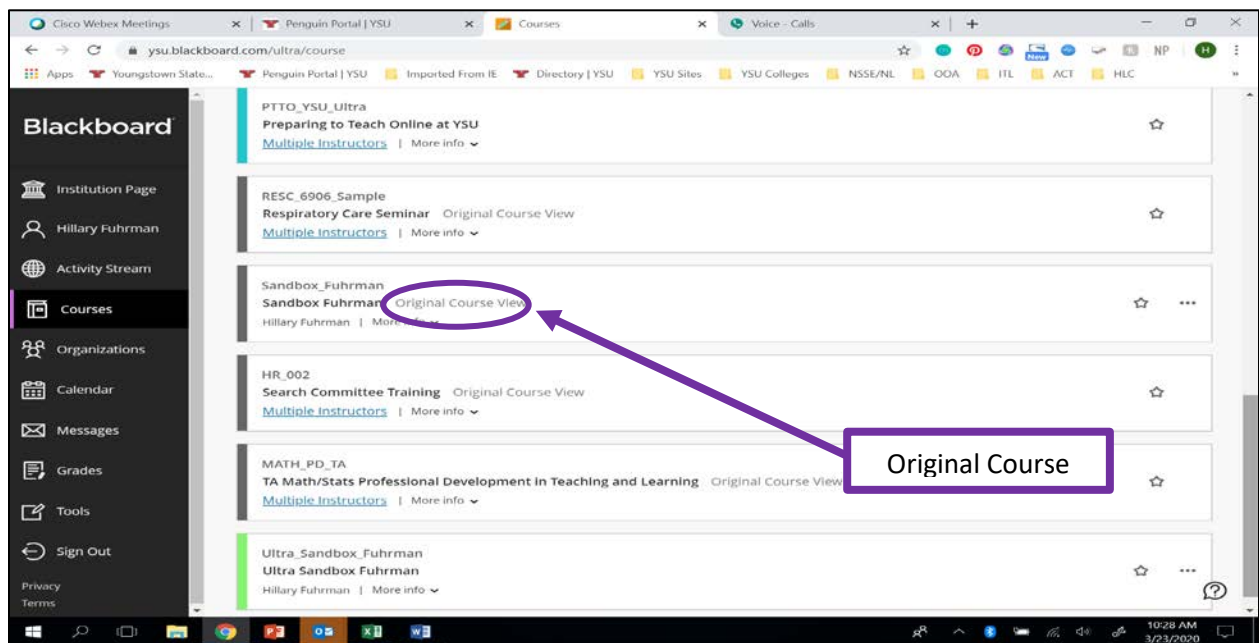 Cisco Webex Meetings
Penguin Portal | YSU
Courses
Voice - Calls
ysu.blackboard.com/ultra/course
New
NP
H
Apps
Youngstown State...
Penguin Portal | YSU
Imported From IE
Directory | YSU
YSU Sites
YSU Colleges
NSSE/NL
OOA
ITL
ACT
HLC
Blackboard
Institution Page
Hillary Fuhrman
Activity Stream
Courses
Organizations
Calendar
Messages
Grades
Tools
Sign Out
Privacy
Terms
PTTO_YSU_Ultra
Preparing to Teach Online at YSU
Multiple Instructors | More info
RESC_6906_Sample
Respiratory Care Seminar Original Course View
Multiple Instructors | More info
Sandbox_Fuhrman
Sandbox Fuhrman Original Course View
Hillary Fuhrman | More info
HR_002
Search Committee Training Original Course View
Multiple Instructors | More info
MATH_PD_TA
TA Math/Stats Professional Development in Teaching and Learning Original Course View
Multiple Instructors | More info
Original Course
Ultra_Sandbox_Fuhrman
Ultra Sandbox Fuhrman
Hillary Fuhrman | More info
10:28 AM
3/23/2020